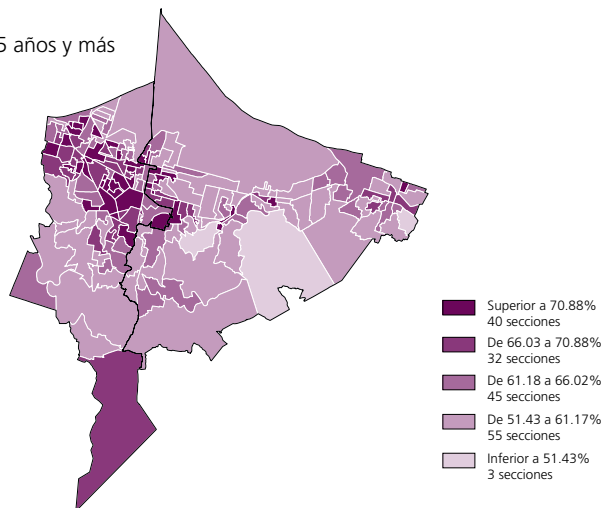 5 años y más
Superior a 70.88%
40 secciones
De 66.03 a 70.88%
32 secciones
De 61.18 a 66.02%
45 secciones
De 51.43 a 61.17%
55 secciones
Inferior a 51.43%
3 secciones